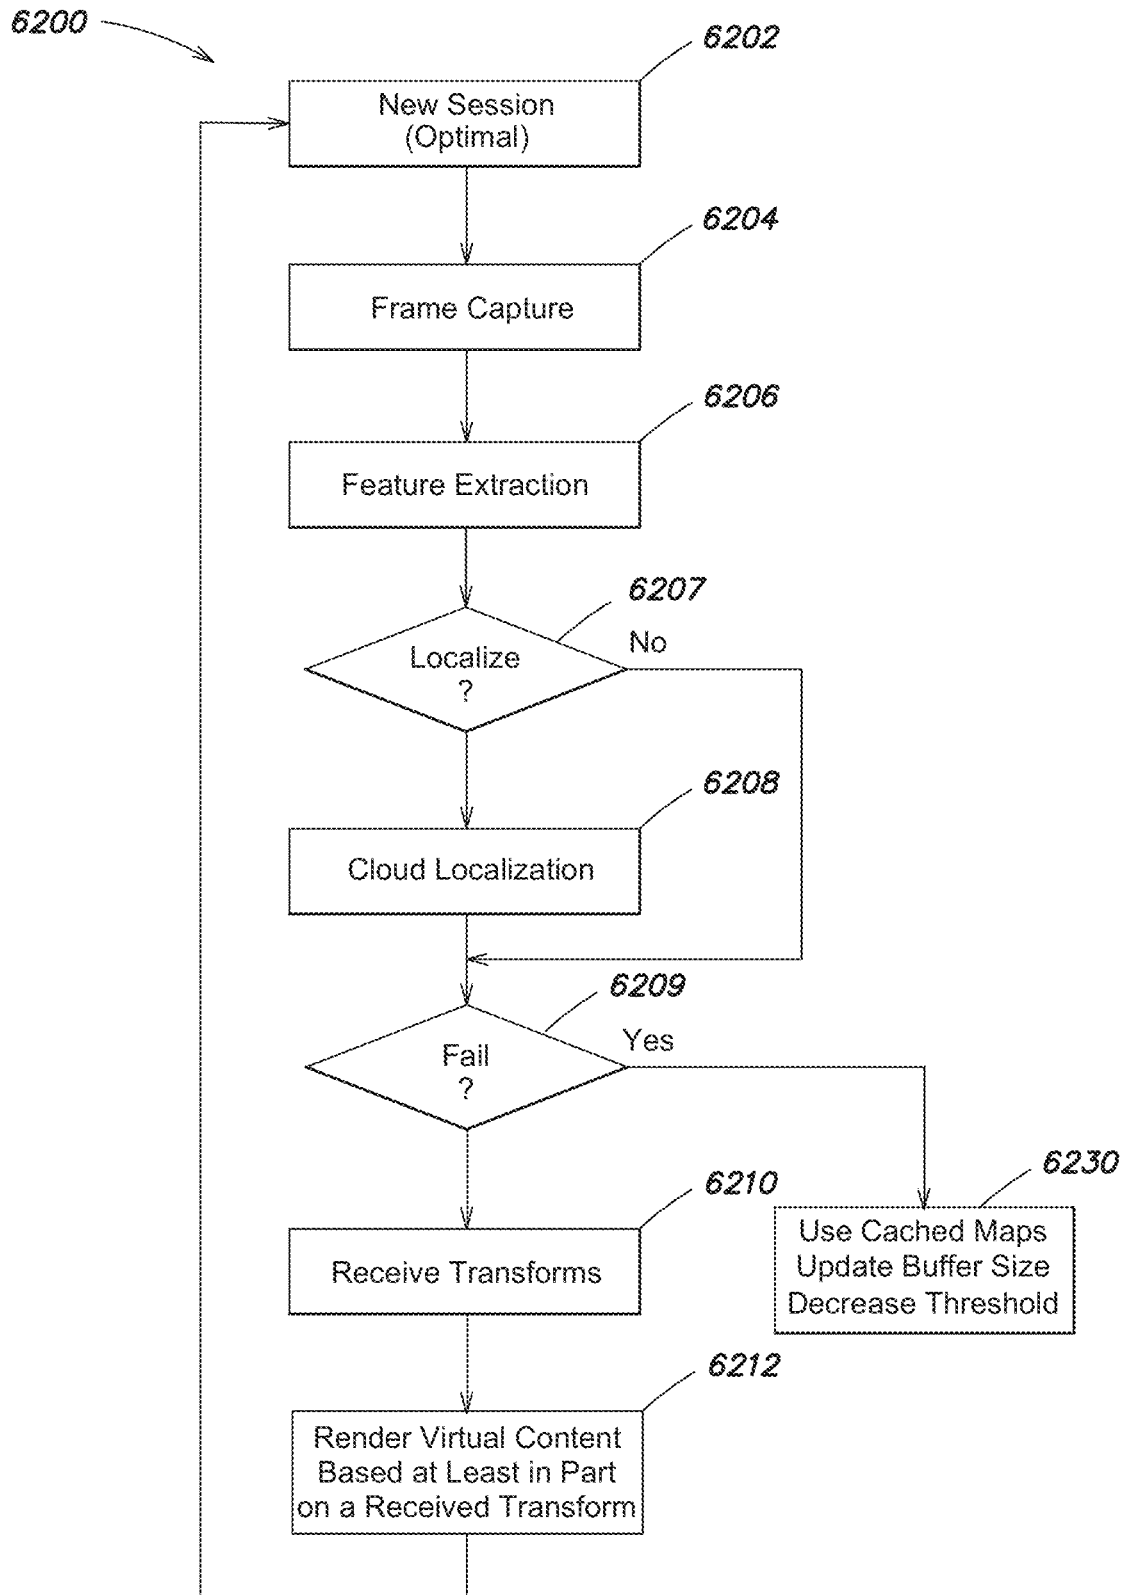 6200
6202
New Session
(Optimal)
6204
Frame Capture
6206
Feature Extraction
6207
Localize
?
No
6208
Cloud Localization
6209
Fail
?
Yes
6210
Receive Transforms
6230
Use Cached Maps
Update Buffer Size
Decrease Threshold
6212
Render Virtual Content
Based at Least in Part
on a Received Transform